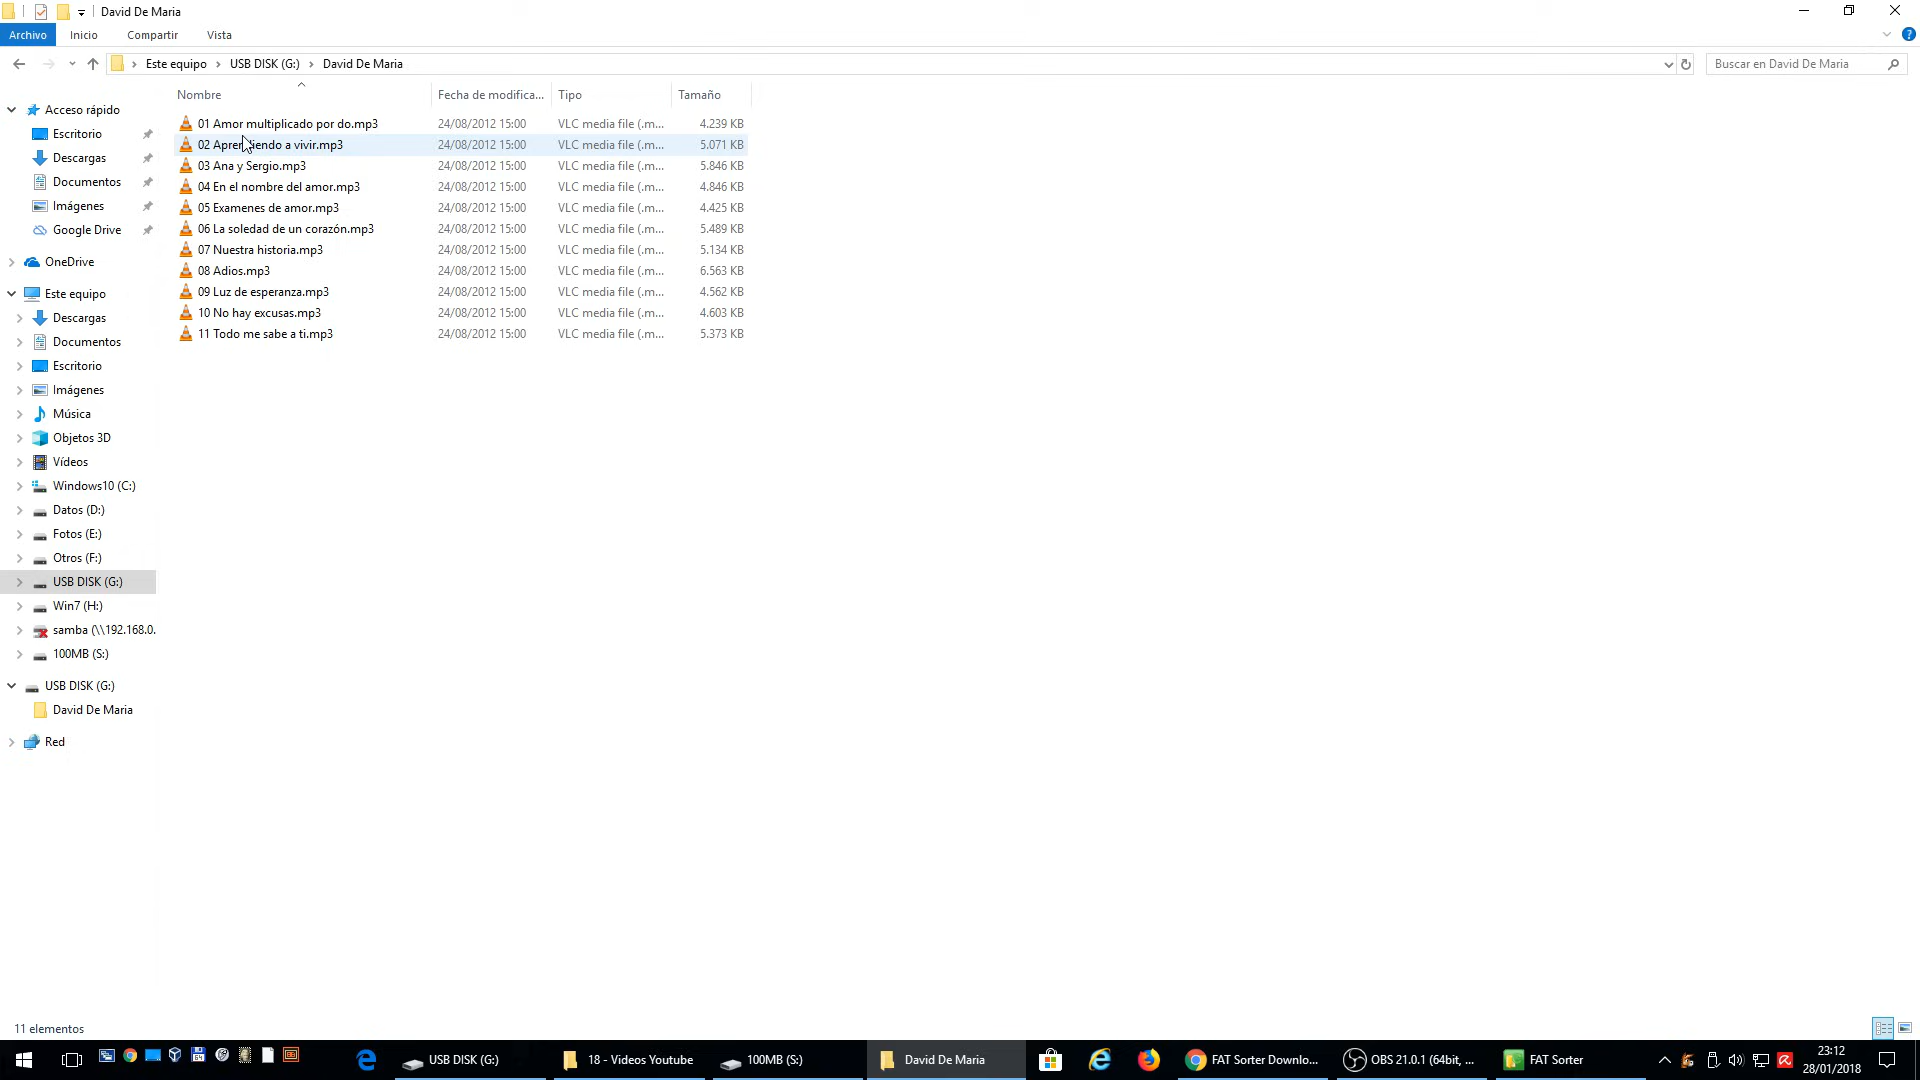 David De Maria
Archivo Inicio Compartir Vista
Este equipo USB DISK (G:) David De Maria Buscar en David De Maria
Nombre Fecha de modifica... Tipo Tamaño
01 Amor multiplicado por do.mp3 24/08/2012 15:00 VLC media file (.m... 4.239 KB
02 Aprendiendo a vivir.mp3 24/08/2012 15:00 VLC media file (.m... 5.071 KB
03 Ana y Sergio.mp3 24/08/2012 15:00 VLC media file (.m... 5.846 KB
04 En el nombre del amor.mp3 24/08/2012 15:00 VLC media file (.m... 4.846 KB
05 Examenes de amor.mp3 24/08/2012 15:00 VLC media file (.m... 4.425 KB
06 La soledad de un corazón.mp3 24/08/2012 15:00 VLC media file (.m... 5.489 KB
07 Nuestra historia.mp3 24/08/2012 15:00 VLC media file (.m... 5.134 KB
08 Adios.mp3 24/08/2012 15:00 VLC media file (.m... 6.563 KB
09 Luz de esperanza.mp3 24/08/2012 15:00 VLC media file (.m... 4.562 KB
10 No hay excusas.mp3 24/08/2012 15:00 VLC media file (.m... 4.603 KB
11 Todo me sabe a ti.mp3 24/08/2012 15:00 VLC media file (.m... 5.373 KB
Acceso rápido
Escritorio
Descargas
Documentos
Imágenes
Google Drive
OneDrive
Este equipo
Descargas
Documentos
Escritorio
Imágenes
Música
Objetos 3D
Vídeos
Windows10 (C:)
Datos (D:)
Fotos (E:)
Otros (F:)
USB DISK (G:)
Win7 (H:)
samba (\\192.168.0.
100MB (S:)
USB DISK (G:)
David De Maria
Red
11 elementos
USB DISK (G:) 18 - Videos Youtube 100MB (S:) David De Maria FAT Sorter Downlo... OBS 21.0.1 (64bit, ... FAT Sorter 23:12
28/01/2018